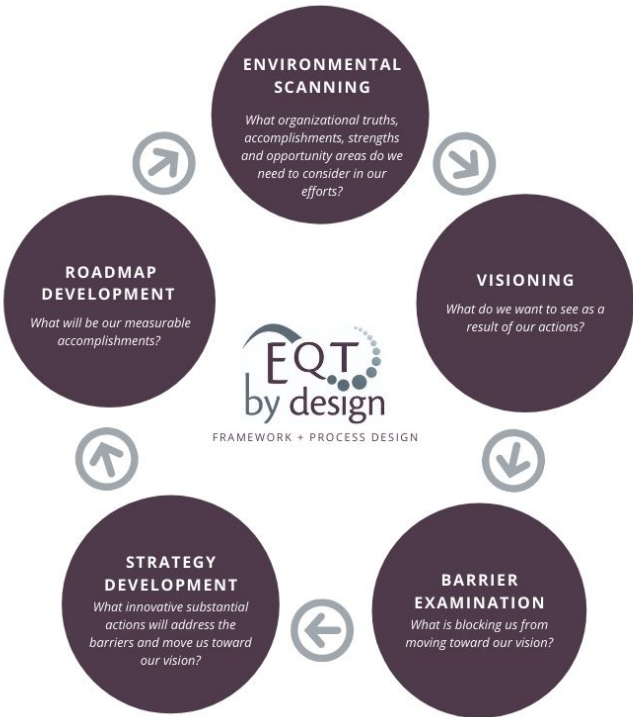 ENVIRONMENTAL
SCANNING
What organizational truths,
accomplishments, strengths
and opportunity areas do we
need to consider in our
efforts?
VISIONING
What do we want to see as a
result of our actions?
BARRIER
EXAMINATION
What is blocking us from
moving toward our vision?
STRATEGY
DEVELOPMENT
What innovative substantial
actions will address the
barriers and move us toward
our vision?
ROADMAP
DEVELOPMENT
What will be our measurable
accomplishments?
EQT
by design
FRAMEWORK + PROCESS DESIGN